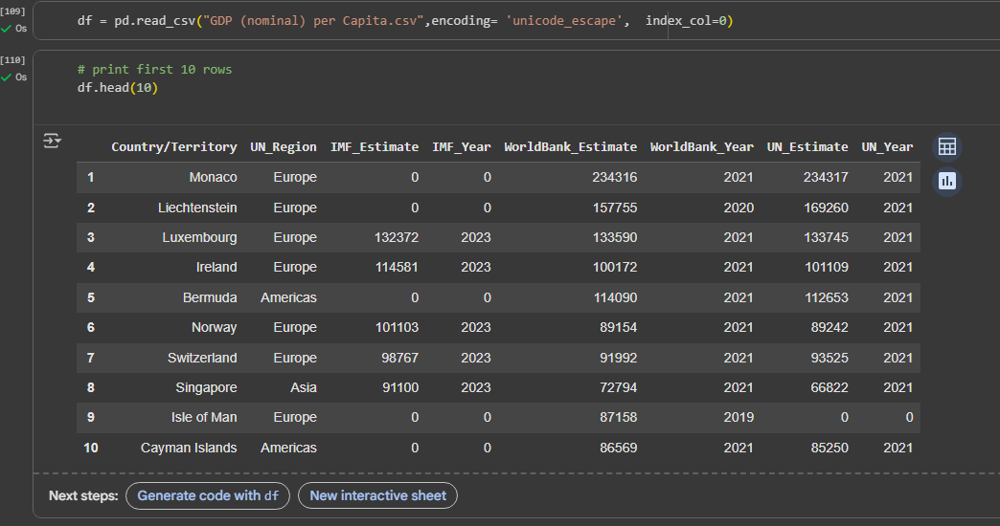 [109]
0s
df = pd.read_csv("GDP (nominal) per Capita.csv",encoding= 'unicode_escape',  index_col=0)
[110]
0s
# print first 10 rows
df.head(10)
Country/Territory UN_Region IMF_Estimate IMF_Year WorldBank_Estimate WorldBank_Year UN_Estimate UN_Year
1 Monaco Europe 0 0 234316 2021 234317 2021
2 Liechtenstein Europe 0 0 157755 2020 169260 2021
3 Luxembourg Europe 132372 2023 133590 2021 133745 2021
4 Ireland Europe 114581 2023 100172 2021 101109 2021
5 Bermuda Americas 0 0 114090 2021 112653 2021
6 Norway Europe 101103 2023 89154 2021 89242 2021
7 Switzerland Europe 98767 2023 91992 2021 93525 2021
8 Singapore Asia 91100 2023 72794 2021 66822 2021
9 Isle of Man Europe 0 0 87158 2019 0 0
10 Cayman Islands Americas 0 0 86569 2021 85250 2021
Next steps: Generate code with df New interactive sheet